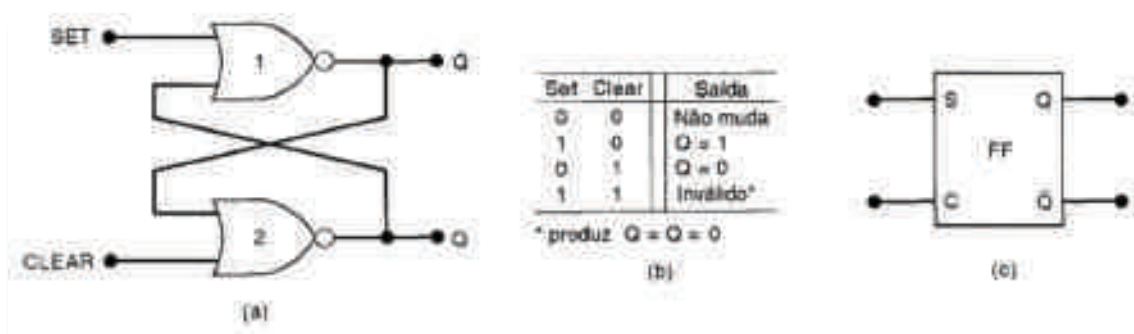 SET
1
Q
2
Q
CLEAR
(a)
Set Clear Saída
0 0 Não muda
1 0 Q = 1
0 1 Q = 0
1 1 Inválido*
* produz Q = Q = 0
(b)
S Q
FF
C Q
(c)